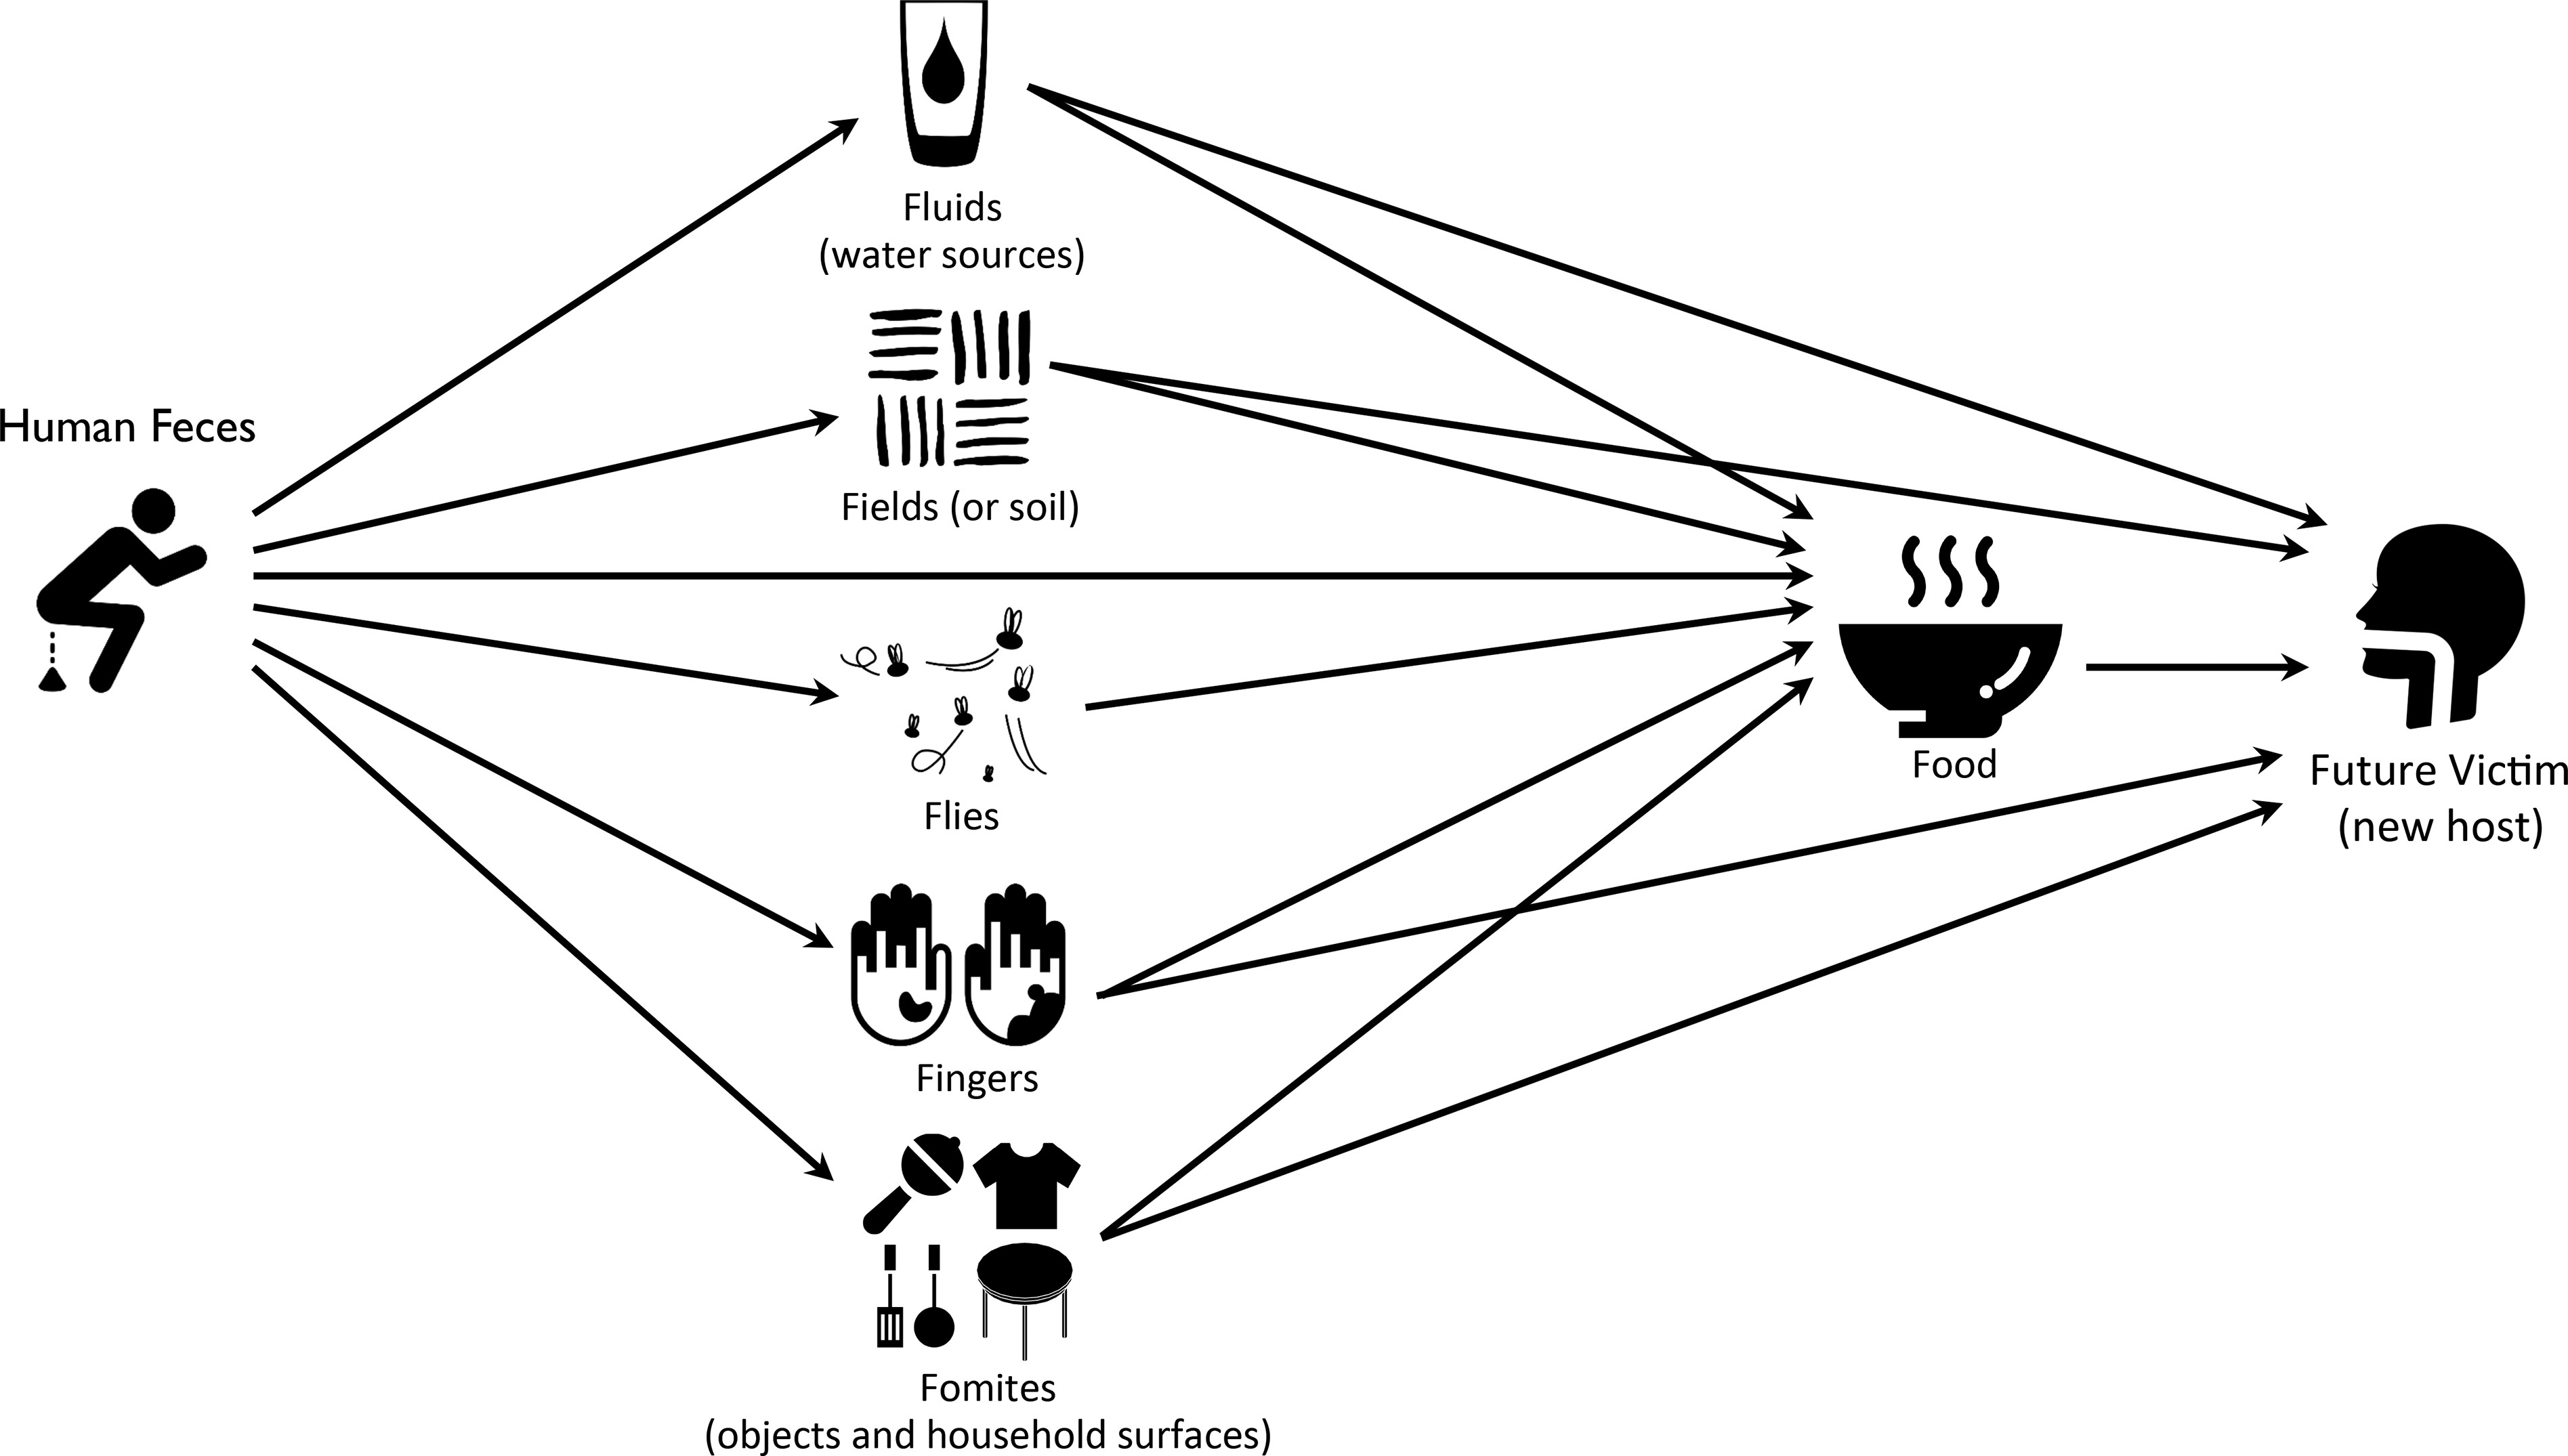 Human Feces
Fluids
(water sources)
Fields (or soil)
Flies
Fingers
Fomites
(objects and household surfaces)
Food
Future Victim
(new host)